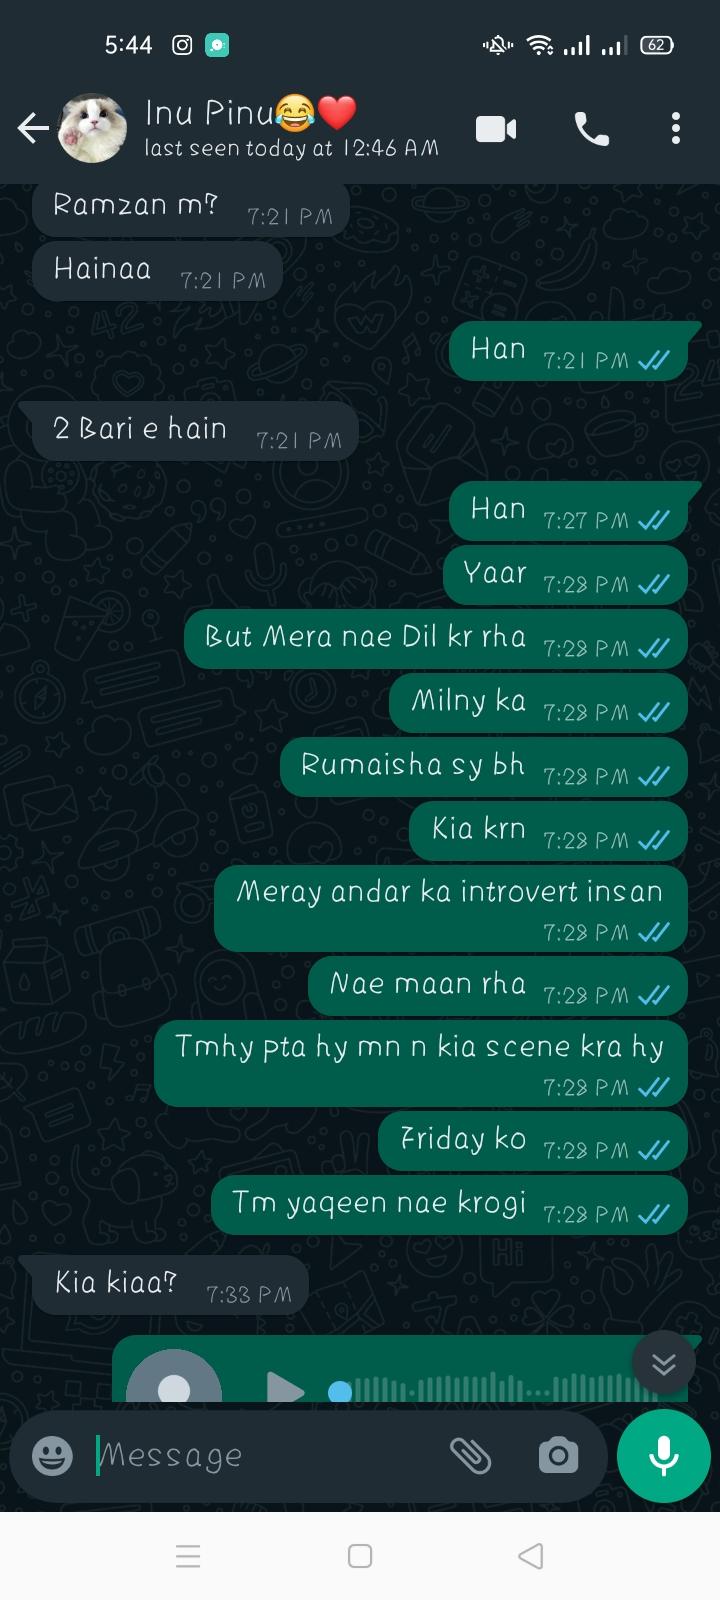 5:44
62
Inu Pinu😂❤️
last seen today at 12:46 AM
Ramzan m? 7:21 PM
Hainaa 7:21 PM
Han 7:21 PM
2 Bari e hain 7:21 PM
Han 7:27 PM
Yaar 7:28 PM
But Mera nae Dil kr rha 7:28 PM
Milny ka 7:28 PM
Rumaisha sy bh 7:28 PM
Kia krn 7:28 PM
Meray andar ka introvert insan
7:28 PM
Nae maan rha 7:28 PM
Tmhy pta hy mn n kia scene kra hy
7:28 PM
Friday ko 7:28 PM
Tm yaqeen nae krogi 7:28 PM
Kia kiaa? 7:33 PM
Message